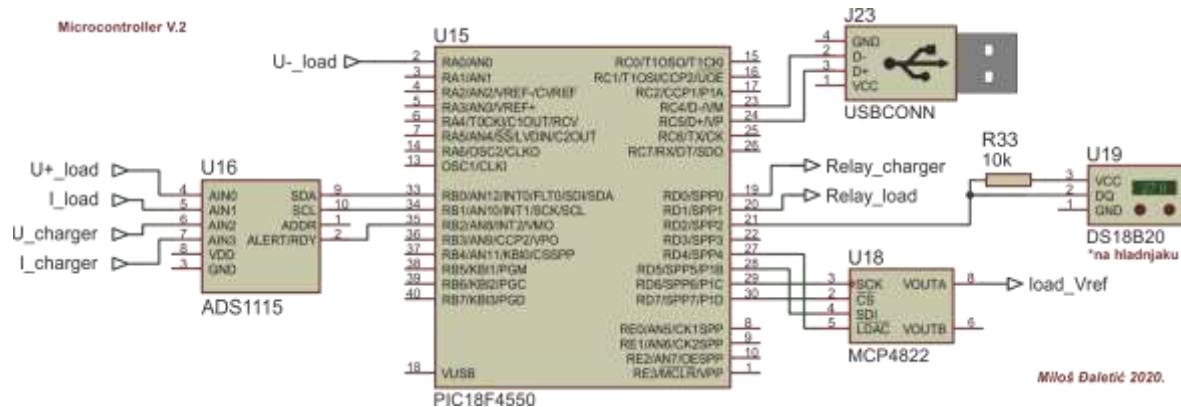 Microcontroller V.2
U-_load
U+_load
I_load
U_charger
I_charger
U16
4 AIN0 SDA 9
5 AIN1 SCL 10
6 AIN2 ADDR 1
7 AIN3 ALERT/RDY 2
8 VDD
3 GND
ADS1115
U15
2 RA0/AN0 RC0/T1OSO/T1CKI 15
3 RA1/AN1 RC1/T1OSI/CCP2/UOE 16
4 RA2/AN2/VREF-/CVREF RC2/CCP1/P1A 17
5 RA3/AN3/VREF+ RC4/D-/VM 23
6 RA4/T0CKI/C1OUT/RCV RC5/D+/VP 24
7 RA5/AN4/SS/LVDIN/C2OUT RC6/TX/CK 25
14 RA6/OSC2/CLKO RC7/RX/DT/SDO 26
13 OSC1/CLKI
33 RB0/AN12/INT0/FLT0/SDI/SDA RD0/SPP0 19
34 RB1/AN10/INT1/SCK/SCL RD1/SPP1 20
35 RB2/AN8/INT2/VMO RD2/SPP2 21
36 RB3/AN9/CCP2/VPO RD3/SPP3 22
37 RB4/AN11/KBI0/CSSPP RD4/SPP4 27
38 RB5/KBI1/PGM RD5/SPP5/P1B 28
39 RB6/KBI2/PGC RD6/SPP6/P1C 29
40 RB7/KBI3/PGD RD7/SPP7/P1D 30
RE0/AN5/CK1SPP 8
RE1/AN6/CK2SPP 9
RE2/AN7/OESPP 10
18 VUSB RE3/MCLR/VPP 1
PIC18F4550
J23
4 GND
2 D-
3 D+
1 VCC
USBCONN
Relay_charger
Relay_load
R33
10k
U19
3 VCC
2 DQ
1 GND
DS18B20
*na hladnjaku
U18
3 SCK VOUTA 8
2 CS
4 SDI
5 LDAC VOUTB 6
MCP4822
load_Vref
Miloš Đaletić 2020.